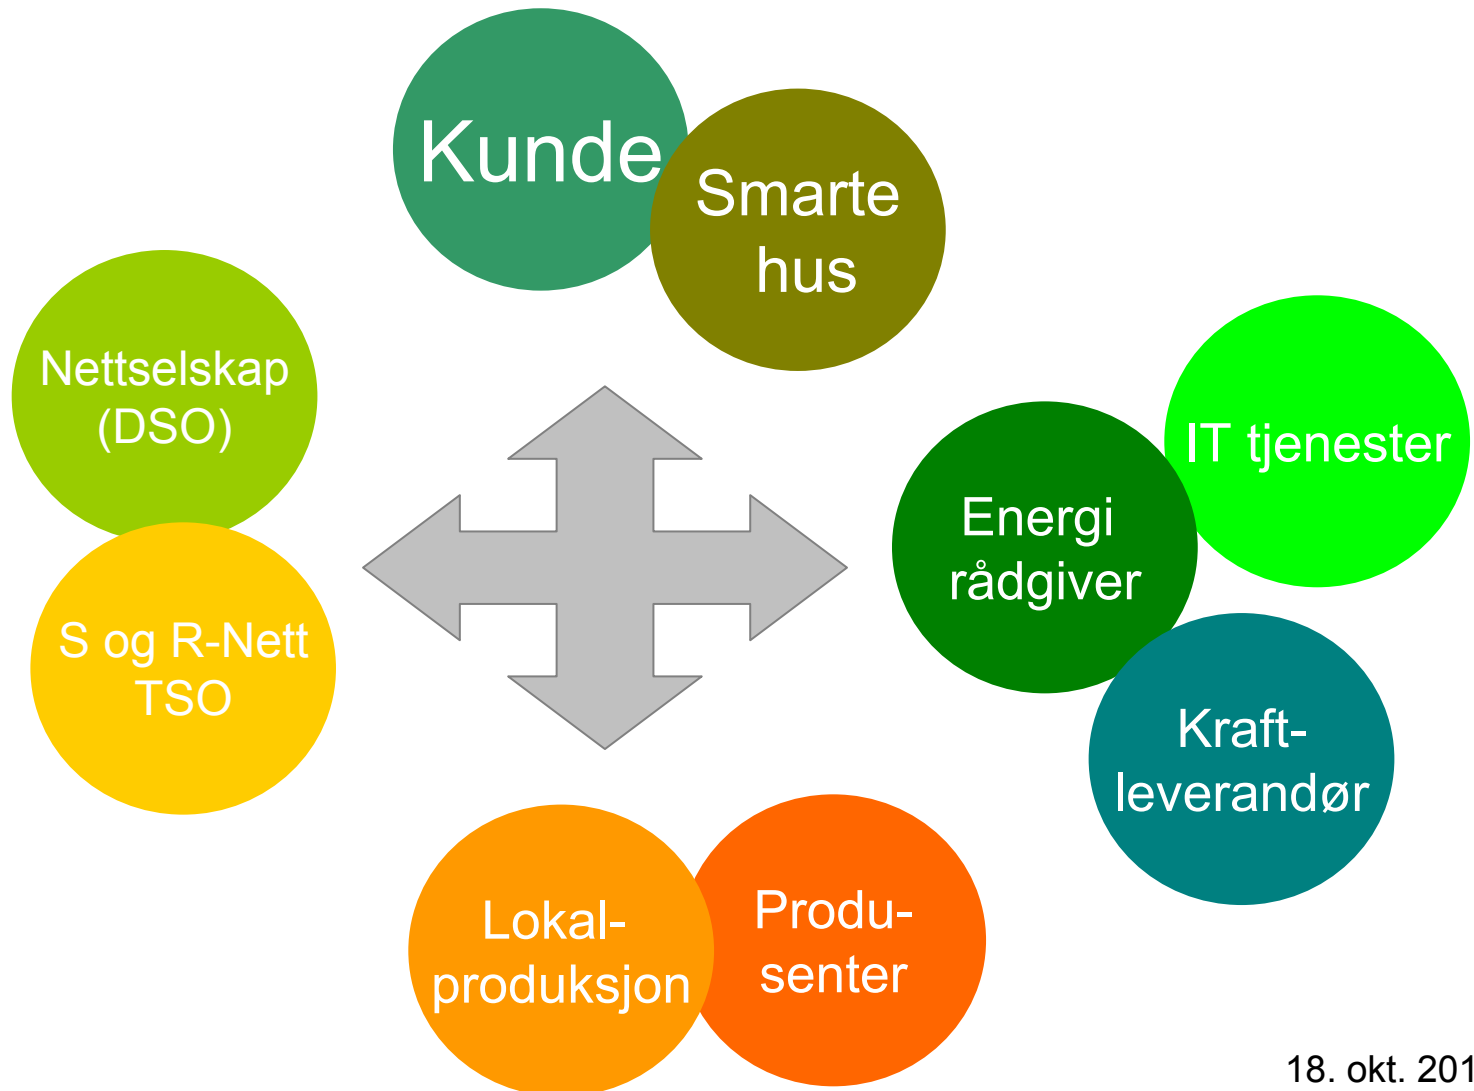 Kunde
Smarte
hus
Nettselskap
(DSO)
IT tjenester
Energi
rådgiver
S og R-Nett
TSO
Kraft-
leverandør
Lokal-
produksjon
Produ-
senter
18. okt. 201